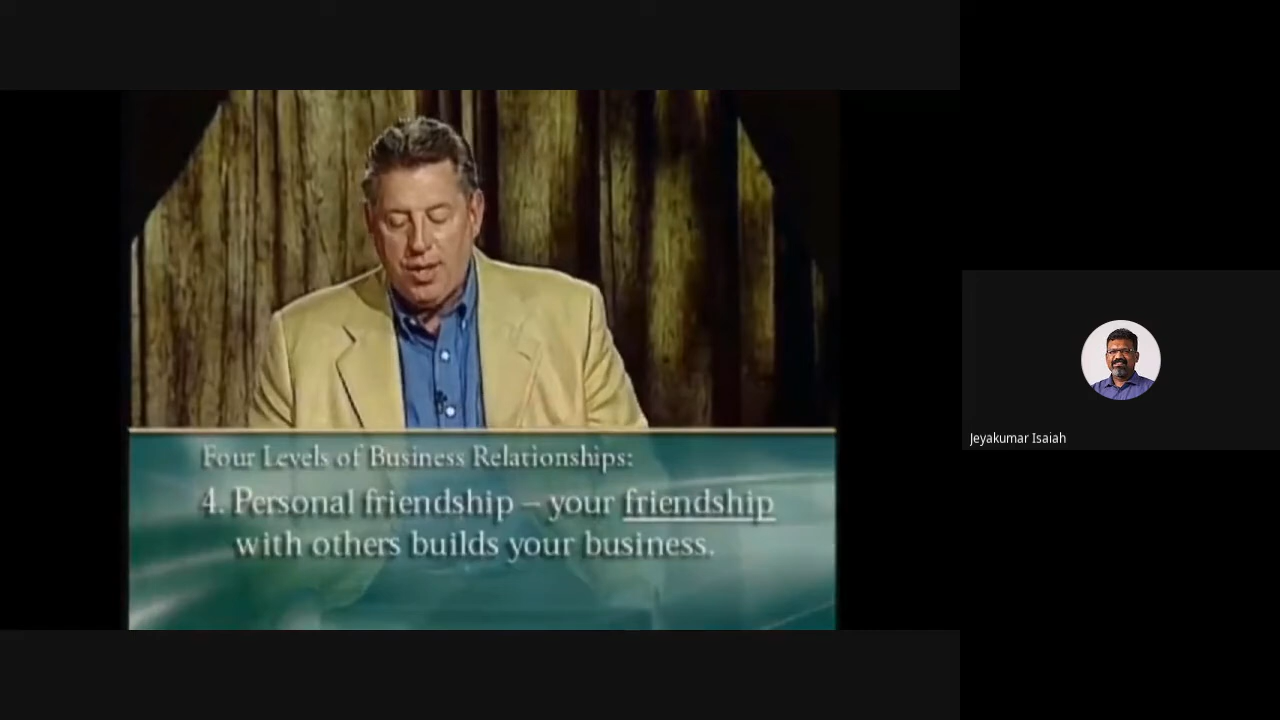 Four Levels of Business Relationships:
4. Personal friendship – your friendship
with others builds your business.
Jeyakumar Isaiah